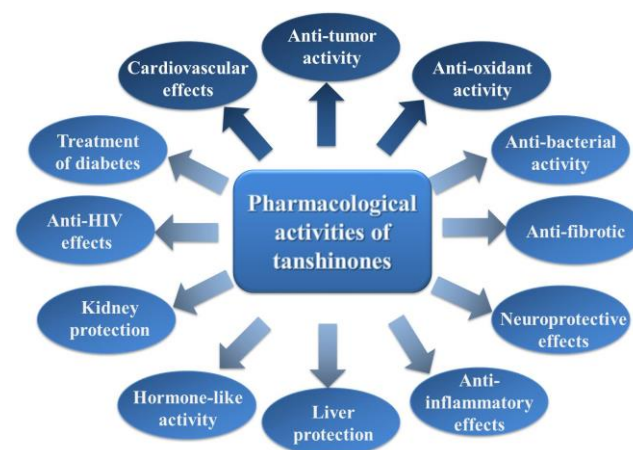 Pharmacological
activities of
tanshinones
Anti-tumor
activity
Anti-oxidant
activity
Anti-bacterial
activity
Anti-fibrotic
Neuroprotective
effects
Anti-
inflammatory
effects
Liver
protection
Hormone-like
activity
Kidney
protection
Anti-HIV
effects
Treatment
of diabetes
Cardiovascular
effects